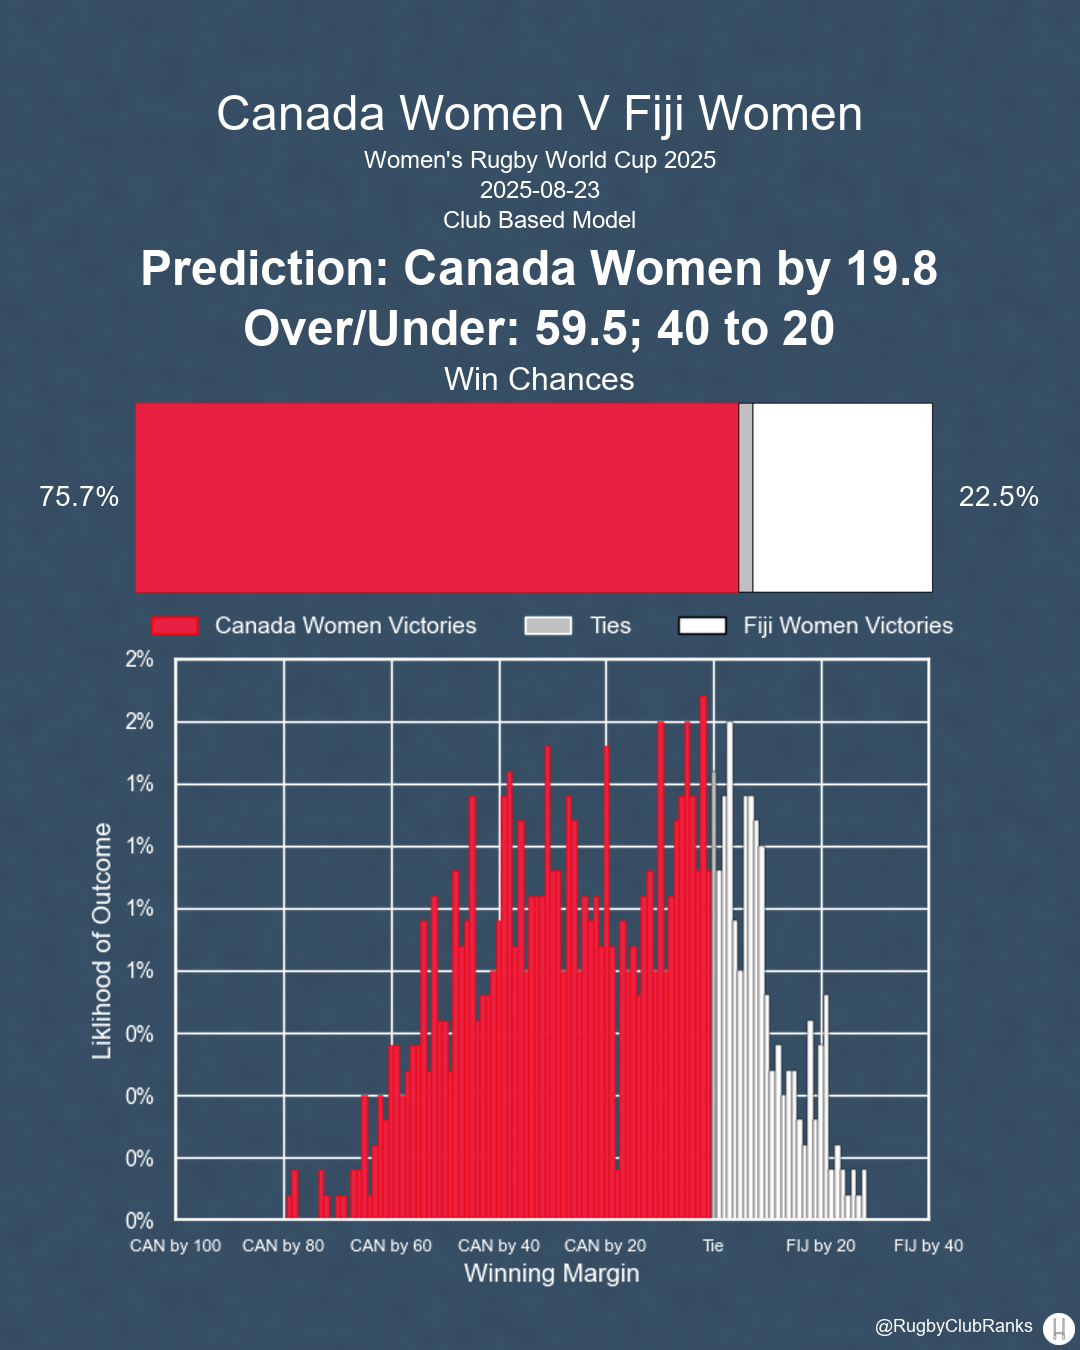 Canada Women V Fiji Women
Women's Rugby World Cup 2025
2025-08-23
Club Based Model
Prediction: Canada Women by 19.8
Over/Under: 59.5; 40 to 20
Win Chances
75.7%
22.5%
Canada Women Victories
Ties
Fiji Women Victories
2%
2%
1%
1%
1%
1%
0%
0%
0%
0%
Liklihood of Outcome
CAN by 100 CAN by 80 CAN by 60 CAN by 40 CAN by 20 Tie FIJ by 20 FIJ by 40
Winning Margin
@RugbyClubRanks